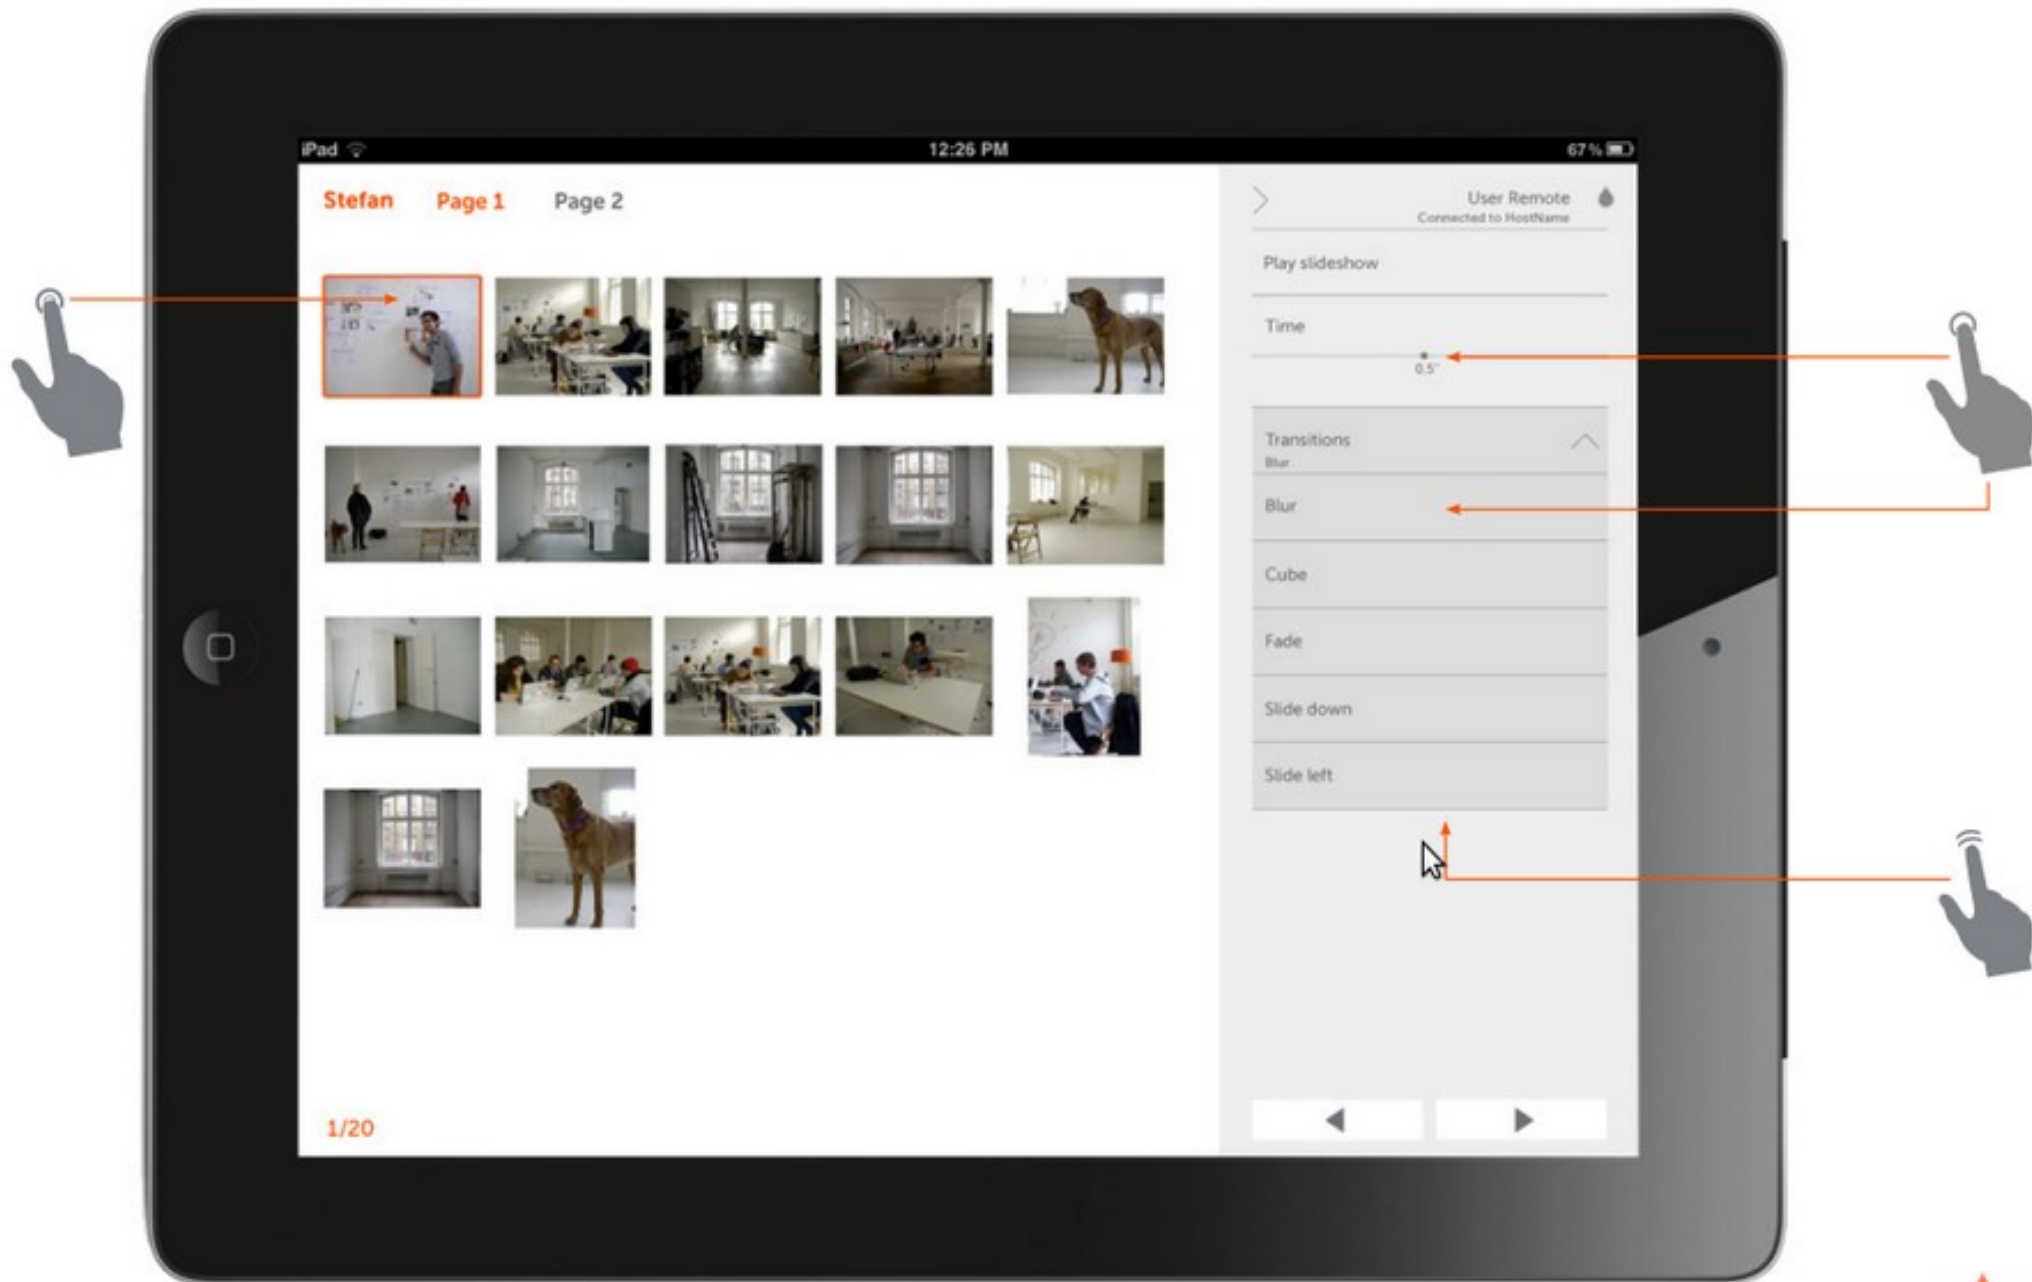 iPad
12:26 PM
67%
Stefan Page 1 Page 2
User Remote
Connected to HostName
Play slideshow
Time
0,5"
Transitions
Blur
Blur
Cube
Fade
Slide down
Slide left
1/20